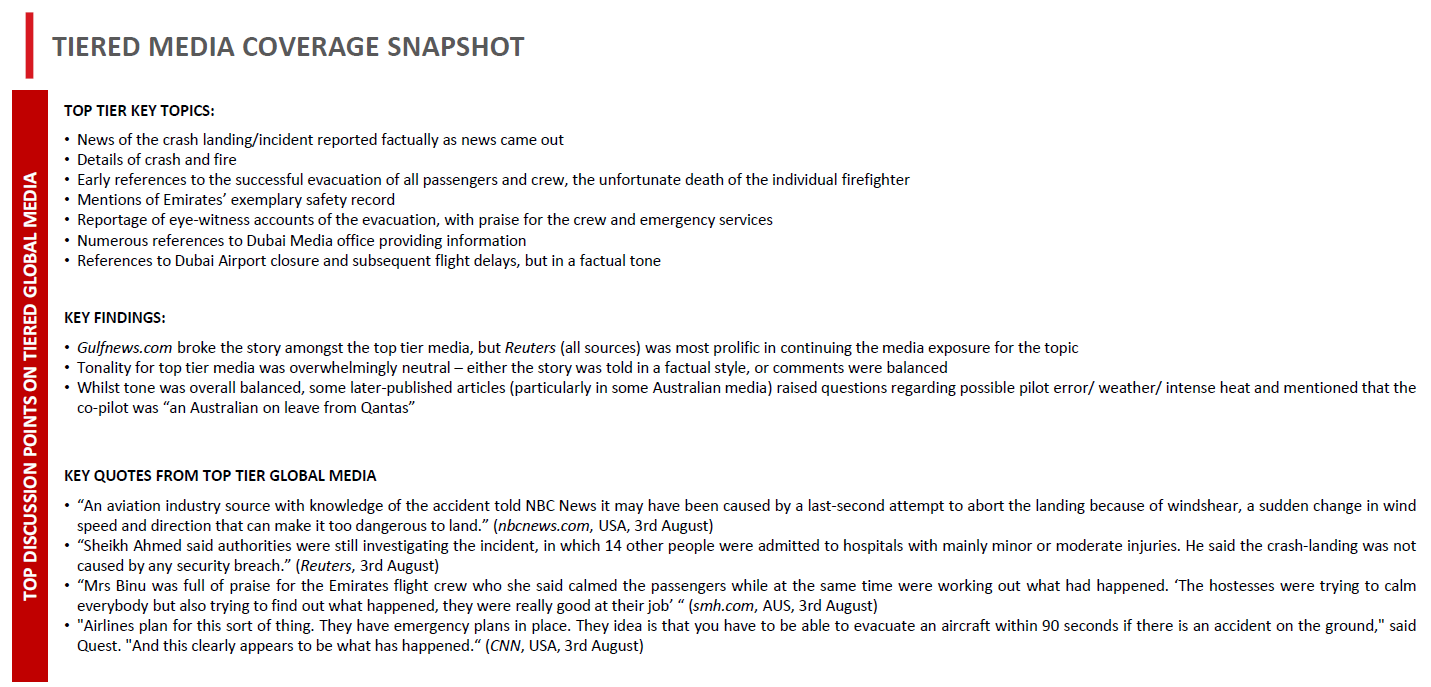 TIERED MEDIA COVERAGE SNAPSHOT
TOP DISCUSSION POINTS ON TIERED GLOBAL MEDIA
TOP TIER KEY TOPICS:
• News of the crash landing/incident reported factually as news came out
• Details of crash and fire
• Early references to the successful evacuation of all passengers and crew, the unfortunate death of the individual firefighter
• Mentions of Emirates’ exemplary safety record
• Reportage of eye-witness accounts of the evacuation, with praise for the crew and emergency services
• Numerous references to Dubai Media office providing information
• References to Dubai Airport closure and subsequent flight delays, but in a factual tone
KEY FINDINGS:
• Gulfnews.com broke the story amongst the top tier media, but Reuters (all sources) was most prolific in continuing the media exposure for the topic
• Tonality for top tier media was overwhelmingly neutral – either the story was told in a factual style, or comments were balanced
• Whilst tone was overall balanced, some later-published articles (particularly in some Australian media) raised questions regarding possible pilot error/ weather/ intense heat and mentioned that the
co-pilot was “an Australian on leave from Qantas”
KEY QUOTES FROM TOP TIER GLOBAL MEDIA
• “An aviation industry source with knowledge of the accident told NBC News it may have been caused by a last-second attempt to abort the landing because of windshear, a sudden change in wind
speed and direction that can make it too dangerous to land.” (nbcnews.com, USA, 3rd August)
• “Sheikh Ahmed said authorities were still investigating the incident, in which 14 other people were admitted to hospitals with mainly minor or moderate injuries. He said the crash-landing was not
caused by any security breach.” (Reuters, 3rd August)
• “Mrs Binu was full of praise for the Emirates flight crew who she said calmed the passengers while at the same time were working out what had happened. ‘The hostesses were trying to calm
everybody but also trying to find out what happened, they were really good at their job’ “ (smh.com, AUS, 3rd August)
• "Airlines plan for this sort of thing. They have emergency plans in place. They idea is that you have to be able to evacuate an aircraft within 90 seconds if there is an accident on the ground," said
Quest. "And this clearly appears to be what has happened.“ (CNN, USA, 3rd August)